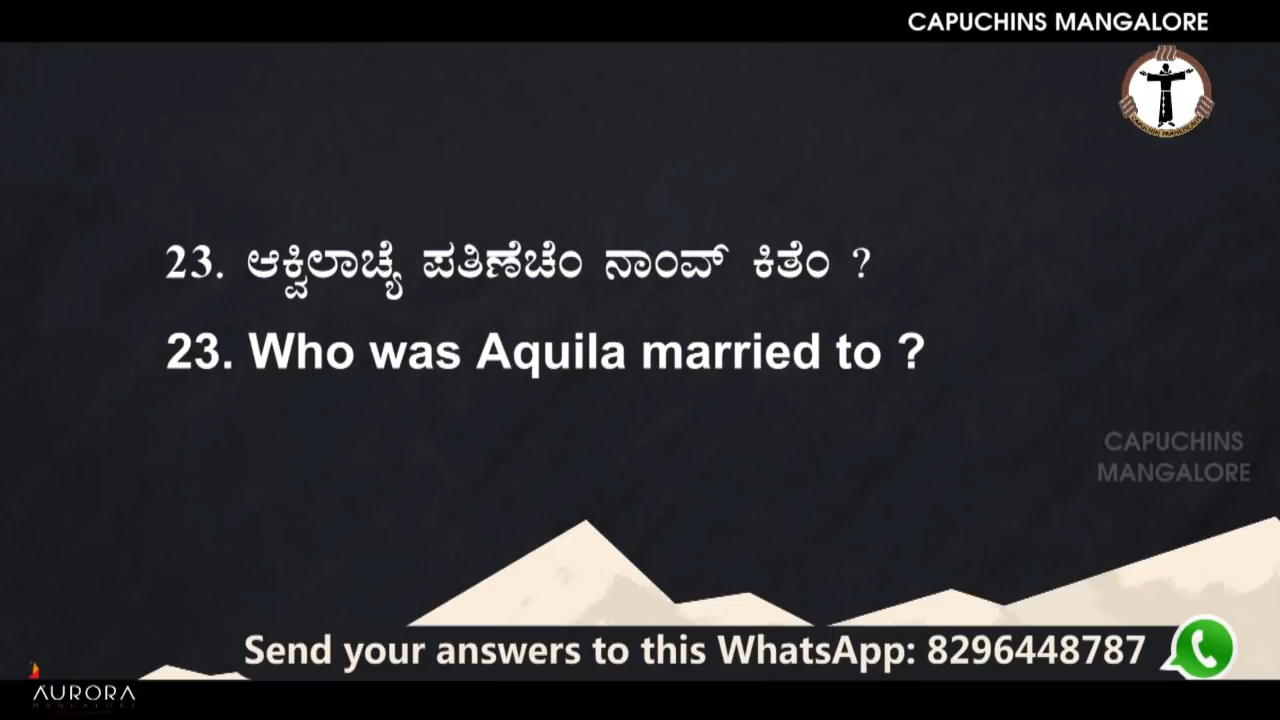 CAPUCHINS MANGALORE
23. ಆಕ್ವಿಲಾಚ್ಯೆ ಪತಿಣೆಚೆಂ ನಾಂವ್ ಕಿತೆಂ ?
23. Who was Aquila married to ?
CAPUCHINS
MANGALORE
Send your answers to this WhatsApp: 8296448787
AURORA
MANGALORE